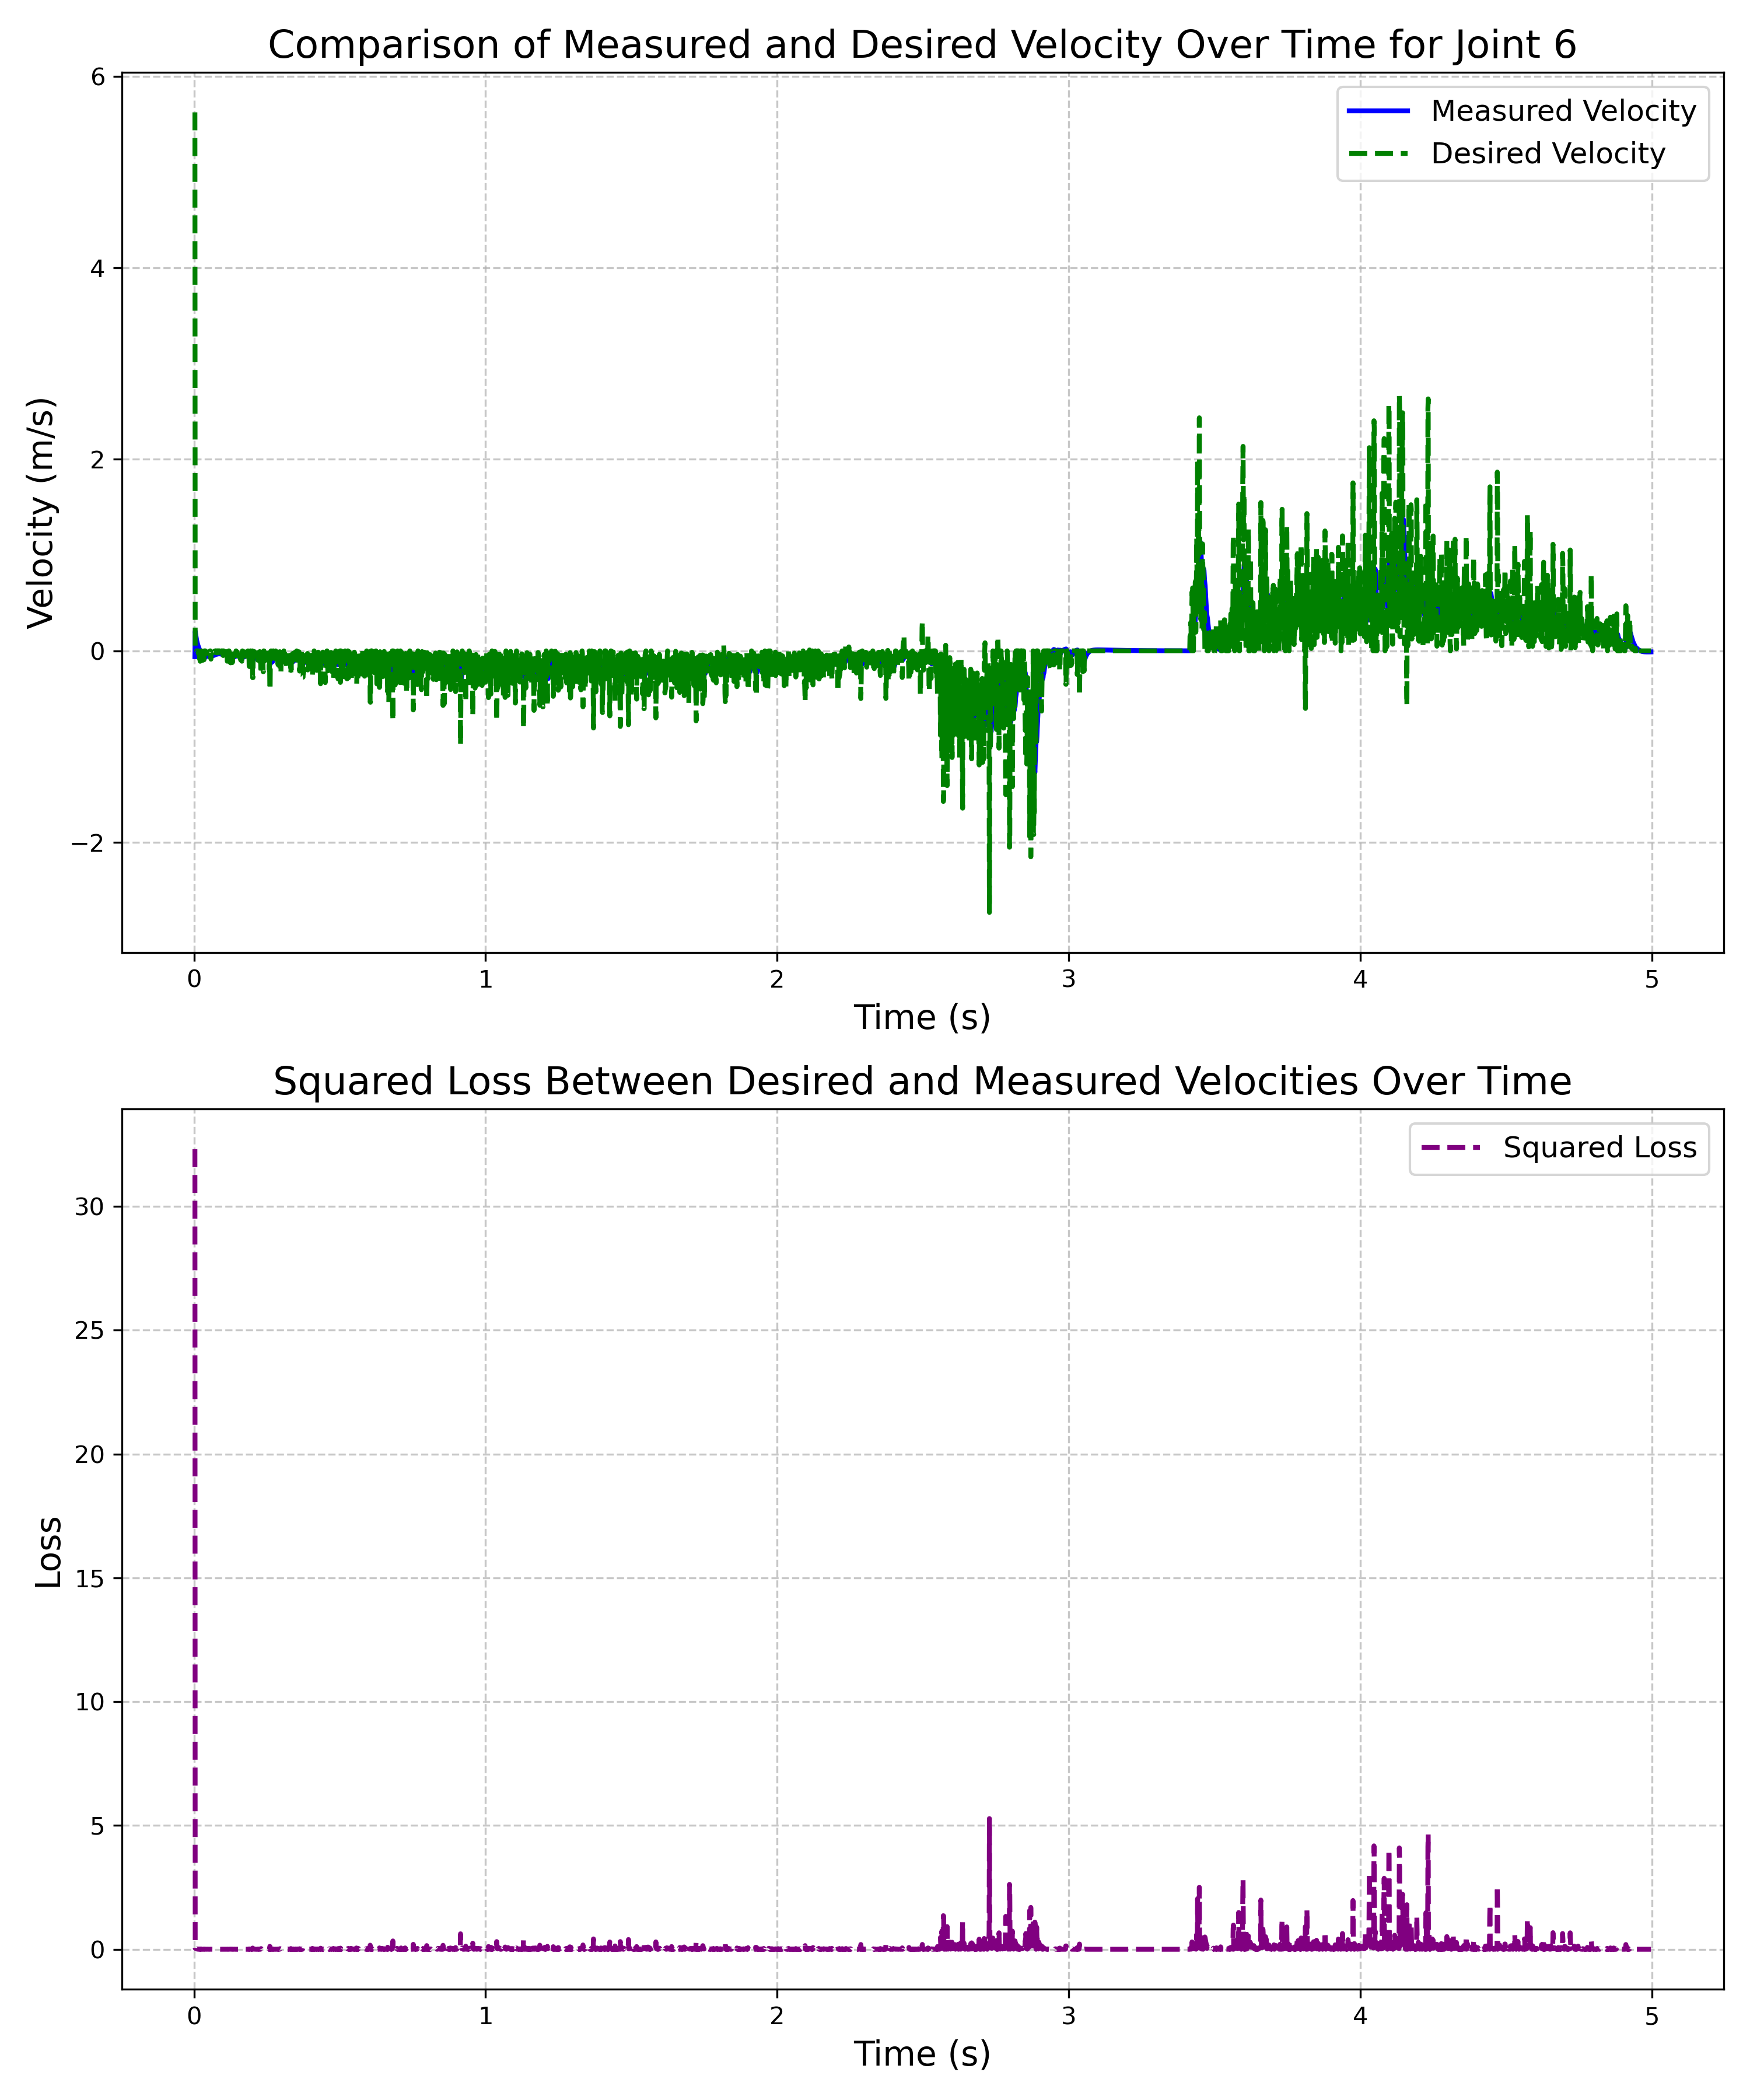 Comparison of Measured and Desired Velocity Over Time for Joint 6
Velocity (m/s)
6
4
2
0
−2
Measured Velocity
Desired Velocity
0 1 2 3 4 5
Time (s)
Squared Loss Between Desired and Measured Velocities Over Time
Loss
30
25
20
15
10
5
0
Squared Loss
0 1 2 3 4 5
Time (s)